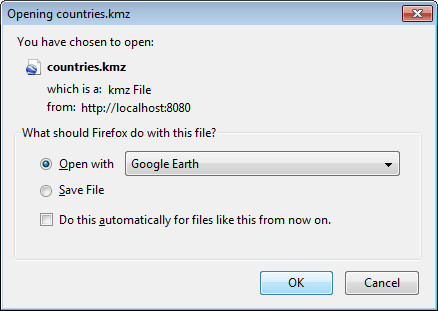 Opening countries.kmz
You have chosen to open:
countries.kmz
which is a: kmz File
from: http://localhost:8080
What should Firefox do with this file?
Open with Google Earth
Save File
Do this automatically for files like this from now on.
OK Cancel